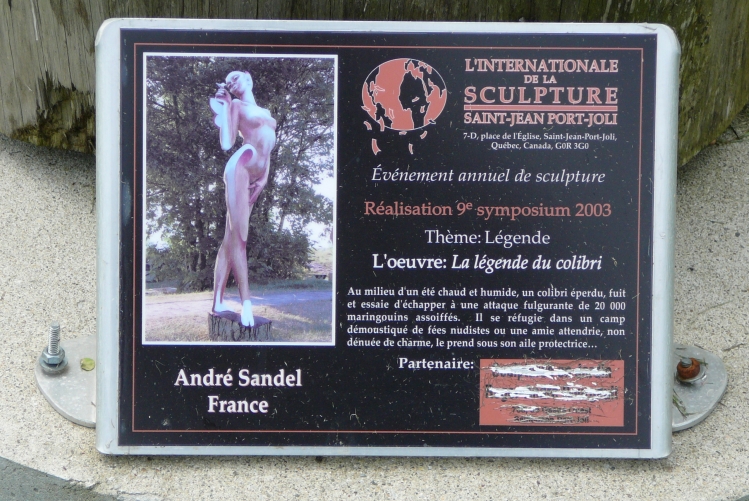 L'INTERNATIONALE
DE LA
SCULPTURE
SAINT-JEAN PORT-JOLI
7-D, place de l'Église, Saint-Jean-Port-Joli,
Québec, Canada, G0R 3G0
Événement annuel de sculpture
Réalisation 9e symposium 2003
Thème: Légende
L'oeuvre: La légende du colibri
Au milieu d'un été chaud et humide, un colibri éperdu, fuit
et essaie d'échapper à une attaque fulgurante de 20 000
maringouins assoiffés. Il se réfugie dans un camp
démoustiqué de fées nudistes ou une amie attendrie, non
dénuée de charme, le prend sous son aile protectrice...
Partenaire:
André Sandel
France